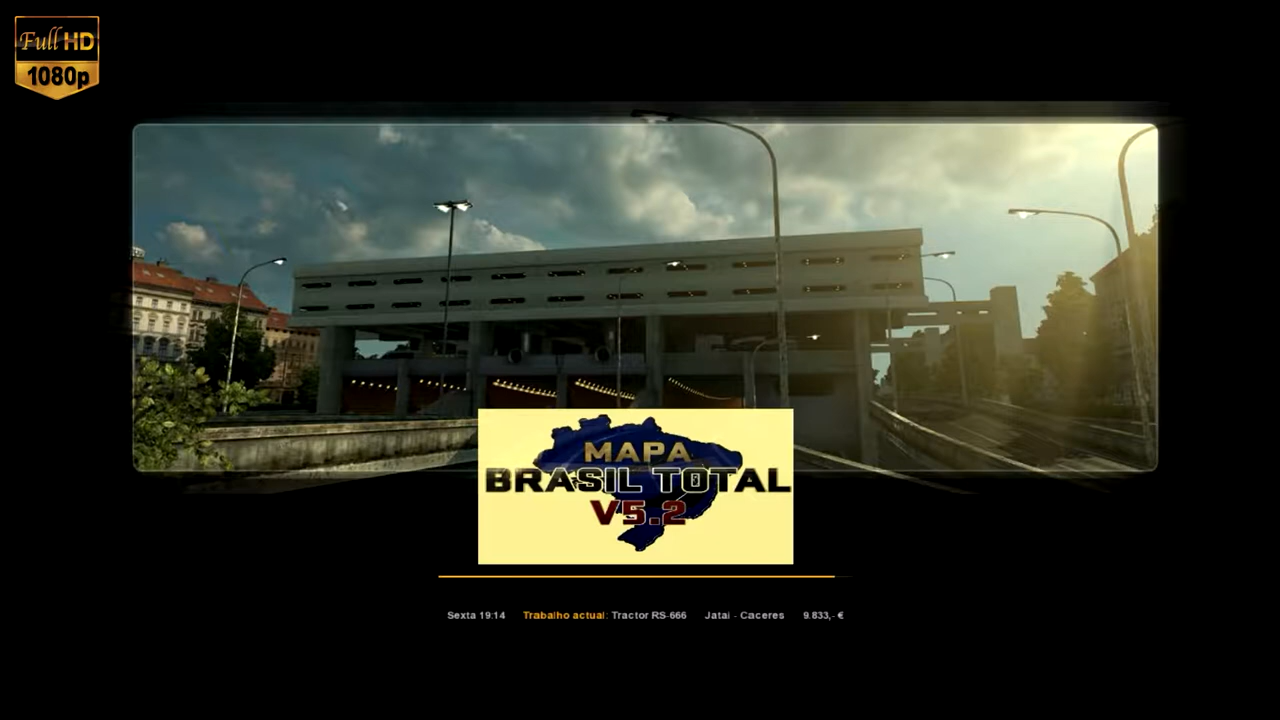 Full HD
1080p
MAPA
BRASIL TOTAL
V5.2
Sexta 19:14 Trabalho actual: Tractor RS-666 Jatai - Caceres 9.833,- €